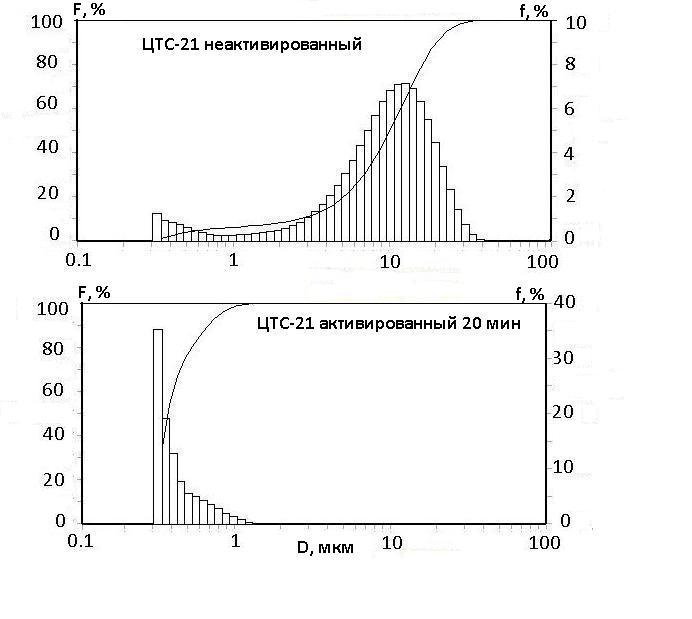 F, % f, %
ЦТС-21 неактивированный
100 10
80 8
60 6
40 4
20 2
0 0
0.1 1 10 100
F, % f, %
ЦТС-21 активированный 20 мин
100 40
80 30
60 20
40 10
20
0 0
0.1 1 10 100
D, мкм